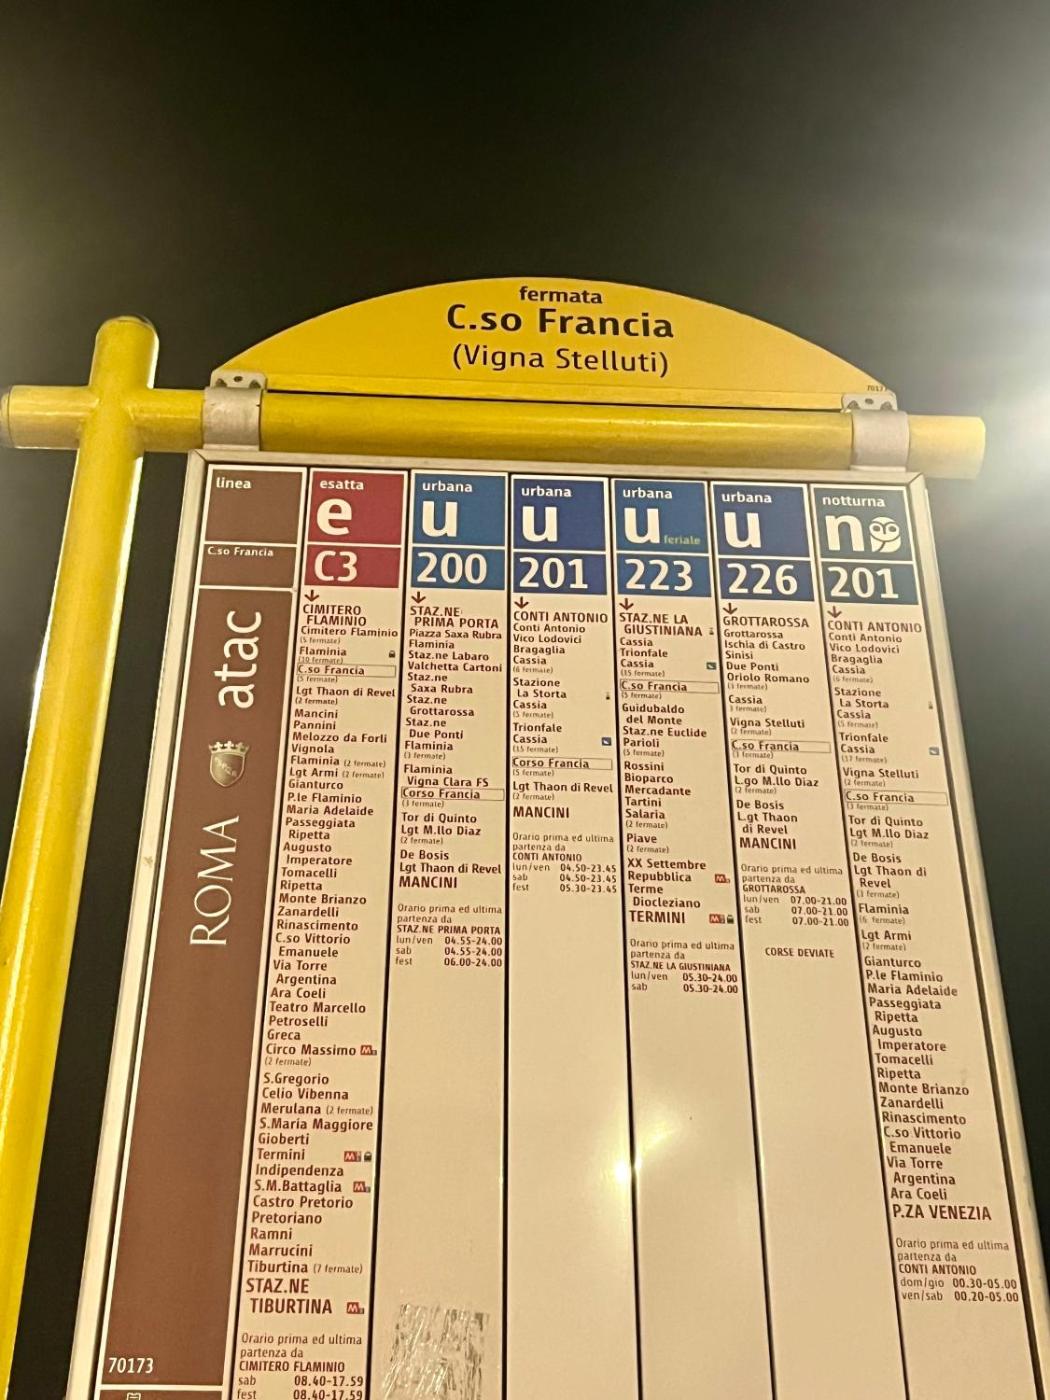 fermata
C.so Francia
(Vigna Stelluti)
linea
C.so Francia
atac
ROMA
70173
esatta
e
C3
CIMITERO
FLAMINIO
Cimitero Flaminio
(5 fermate)
Flaminia
(10 fermate)
C.so Francia
(5 fermate)
Lgt Thaon di Revel
(2 fermate)
Mancini
Pannini
Melozzo da Forlì
Vignola
Flaminia (2 fermate)
Lgt Armi (2 fermate)
Gianturco
P.le Flaminio
Maria Adelaide
Passeggiata
Ripetta
Augusto
Imperatore
Tomacelli
Ripetta
Monte Brianzo
Zanardelli
Rinascimento
C.so Vittorio
Emanuele
Via Torre
Argentina
Ara Coeli
Teatro Marcello
Petroselli
Greca
Circo Massimo M
(2 fermate)
S.Gregorio
Celio Vibenna
Merulana (2 fermate)
S.Maria Maggiore
Gioberti
Termini M
Indipendenza
S.M.Battaglia M
Castro Pretorio
Pretoriano
Ramni
Marrucini
Tiburtina (7 fermate)
STAZ.NE
TIBURTINA M
Orario prima ed ultima
partenza da
CIMITERO FLAMINIO
sab 08.40-17.59
fest 08.40-17.59
urbana
u
200
STAZ.NE
PRIMA PORTA
Piazza Saxa Rubra
Flaminia
Staz.ne Labaro
Valchetta Cartoni
Staz.ne
Saxa Rubra
Staz.ne
Grottarossa
Staz.ne
Due Ponti
Flaminia
(3 fermate)
Flaminia
Vigna Clara FS
Corso Francia
(3 fermate)
Tor di Quinto
Lgt M.llo Diaz
(2 fermate)
De Bosis
Lgt Thaon di Revel
MANCINI
Orario prima ed ultima
partenza da
STAZ.NE PRIMA PORTA
lun/ven 04.55-24.00
sab 04.55-24.00
fest 06.00-24.00
urbana
u
201
CONTI ANTONIO
Conti Antonio
Vico Lodovici
Bragaglia
Cassia
(6 fermate)
Stazione
La Storta
Cassia
(5 fermate)
Trionfale
Cassia
(15 fermate)
Corso Francia
(5 fermate)
Lgt Thaon di Revel
(2 fermate)
MANCINI
Orario prima ed ultima
partenza da
CONTI ANTONIO
lun/ven 04.50-23.45
sab 04.50-23.45
fest 05.30-23.45
urbana
u feriale
223
STAZ.NE LA
GIUSTINIANA
Cassia
Trionfale
Cassia
(15 fermate)
C.so Francia
(5 fermate)
Guidubaldo
del Monte
Staz.ne Euclide
Parioli
(5 fermate)
Rossini
Bioparco
Mercadante
Tartini
Salaria
(2 fermate)
Piave
(2 fermate)
XX Settembre
Repubblica M
Terme
Diocleziano
TERMINI M
Orario prima ed ultima
partenza da
STAZ.NE LA GIUSTINIANA
lun/ven 05.30-24.00
sab 05.30-24.00
urbana
u
226
GROTTAROSSA
Grottarossa
Ischia di Castro
Sinisi
Due Ponti
Oriolo Romano
(3 fermate)
Cassia
fermate)
Vigna Stelluti
(2 fermate)
C.so Francia
fermate)
Tor di Quinto
L.go M.llo Diaz
(2 fermate)
De Bosis
L.gt Thaon
di Revel
MANCINI
Orario prima ed ultima
partenza da
GROTTAROSSA
lun/ven 07.00-21.00
sab 07.00-21.00
fest 07.00-21.00
CORSE DEVIATE
notturna
n
201
CONTI ANTONIO
Conti Antonio
Vico Lodovici
Bragaglia
Cassia
(6 fermate)
Stazione
La Storta
Cassia
(5 fermate)
Trionfale
Cassia
(17 fermate)
Vigna Stelluti
(2 fermate)
C.so Francia
(3 fermate)
Tor di Quinto
Lgt M.llo Diaz
(2 fermate)
De Bosis
Lgt Thaon di
Revel
(3 fermate)
Flaminia
(6 fermate)
Lgt Armi
(2 fermate)
Gianturco
P.le Flaminio
Maria Adelaide
Passeggiata
Ripetta
Augusto
Imperatore
Tomacelli
Ripetta
Monte Brianzo
Zanardelli
Rinascimento
C.so Vittorio
Emanuele
Via Torre
Argentina
Ara Coeli
P.ZA VENEZIA
Orario prima ed ultima
partenza da
CONTI ANTONIO
dom/gio 00.30-05.00
ven/sab 00.20-05.00